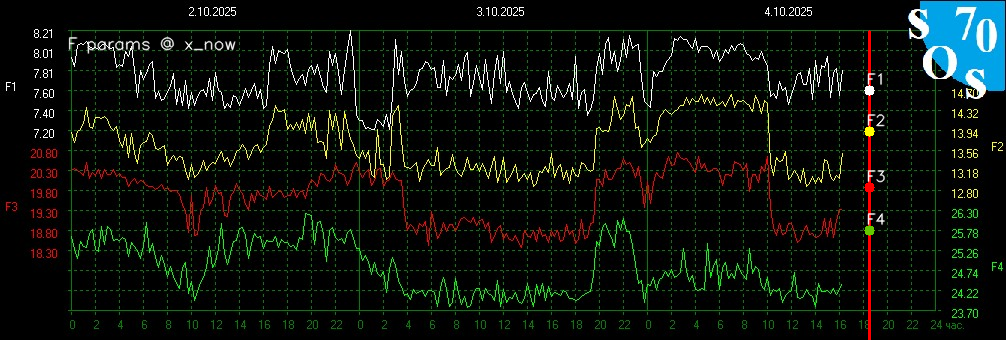 2.10.2025 3.10.2025 4.10.2025
SOS 70
F params @ x_now
8.21
8.01
7.81
7.60
7.40
7.20
F1
20.80
20.30
19.80
19.30
18.80
18.30
F3
F1
F2
F3
F4
14.70
14.32
13.94
13.56
13.18
12.80
F2
26.30
25.78
25.26
24.74
24.22
23.70
F4
0 2 4 6 8 10 12 14 16 18 20 22 0 2 4 6 8 10 12 14 16 18 20 22 0 2 4 6 8 10 12 14 16 18 20 22 24 час.